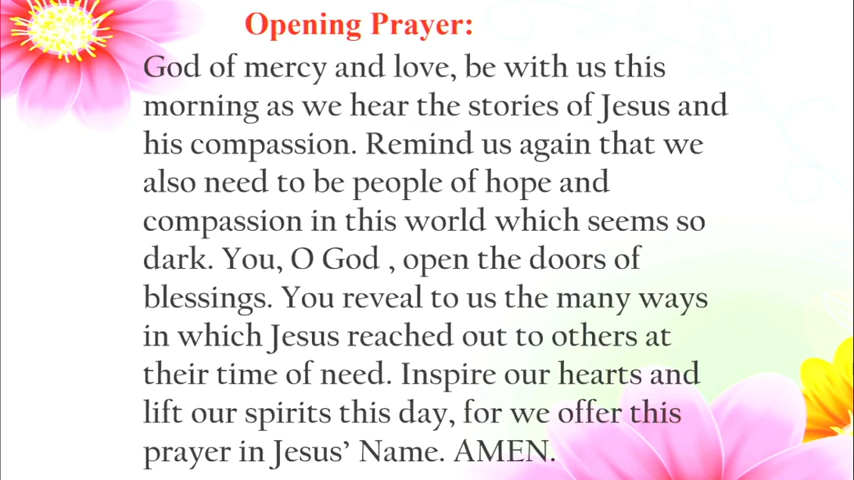 Opening Prayer:
God of mercy and love, be with us this
morning as we hear the stories of Jesus and
his compassion. Remind us again that we
also need to be people of hope and
compassion in this world which seems so
dark. You, O God , open the doors of
blessings. You reveal to us the many ways
in which Jesus reached out to others at
their time of need. Inspire our hearts and
lift our spirits this day, for we offer this
prayer in Jesus’ Name. AMEN.